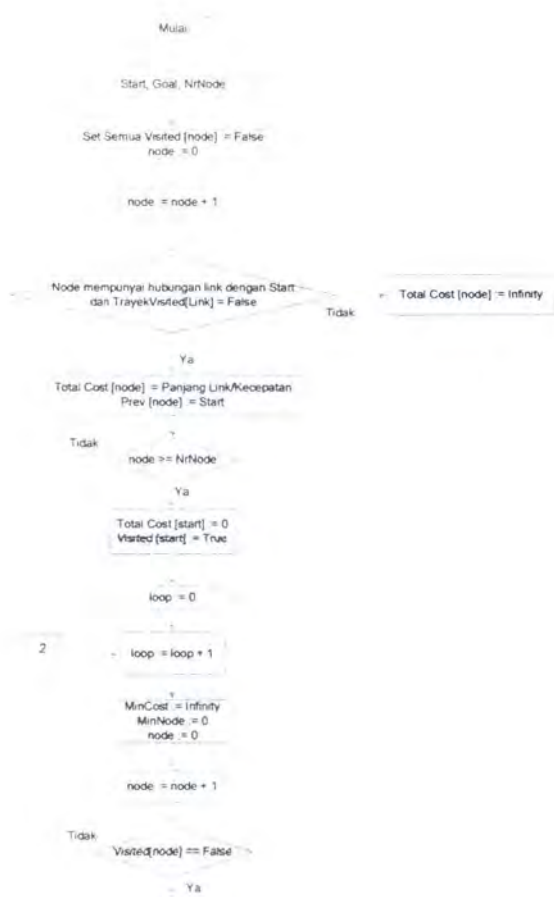 Mulai
Start, Goal, NrNode
Set Semua Visited [node] := False
node := 0
node := node + 1
Node mempunyai hubungan link dengan Start
dan TrayekVisited[Link] = False
Tidak
Total Cost [node] := Infinity
Ya
Total Cost [node] := Panjang Link/Kecepatan
Prev [node] := Start
Tidak
node >= NrNode
Ya
Total Cost [start] := 0
Visited [start] := True
loop := 0
2
loop := loop + 1
MinCost := Infinity
MinNode := 0
node := 0
node := node + 1
Tidak
Visited[node] == False
Ya